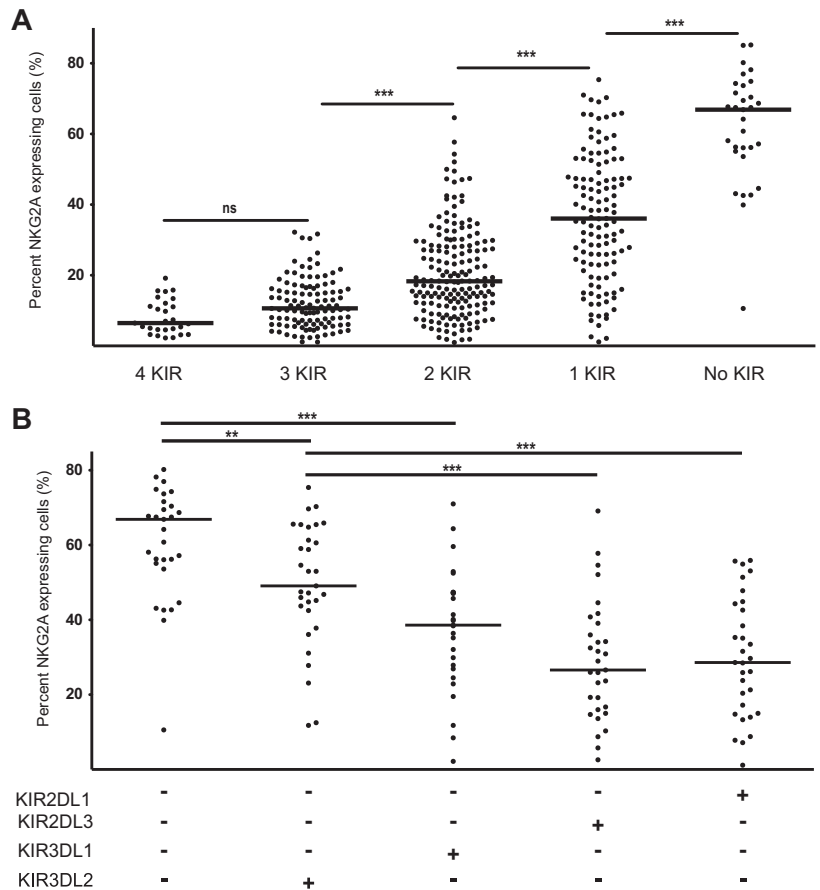 A
Percent NKG2A expressing cells (%)
80
60
40
20
ns
***
***
***
4 KIR 3 KIR 2 KIR 1 KIR No KIR
B
Percent NKG2A expressing cells (%)
80
60
40
20
***
**
***
***
KIR2DL1 - - - - +
KIR2DL3 - - - + -
KIR3DL1 - - + - -
KIR3DL2 - + - - -